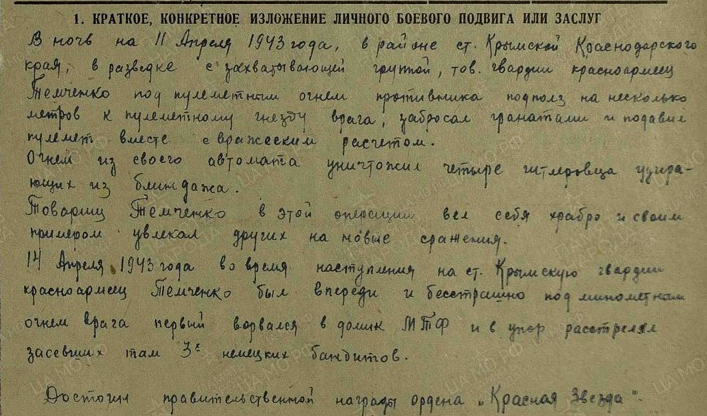 1. КРАТКОЕ, КОНКРЕТНОЕ ИЗЛОЖЕНИЕ ЛИЧНОГО БОЕВОГО ПОДВИГА ИЛИ ЗАСЛУГ
В ночь на 11 Апреля 1943 года, в районе ст. Крымской Краснодарского
края, в разведке с захватывающей группой, тов. гвардии красноармеец
Темченко под пулеметным огнем противника подполз на несколько
метров к пулеметному гнезду врага, забросал гранатами и подавил
пулемет вместе с вражеским расчетом.
Огнем из своего автомата уничтожил четыре гитлеровца удира-
ющих из блиндажа.
Товарищ Темченко в этой операции вел себя храбро и своим
примером увлекал других на новые сражения.
14 Апреля 1943 года во время наступления на ст. Крымскую гвардии
красноармеец Темченко был впереди и бесстрашно под минометным
огнем врага первый ворвался в домик МТФ и в упор расстрелял
засевших там 3х немецких бандитов.
Достоин правительственной награды ордена „Красная Звезда".